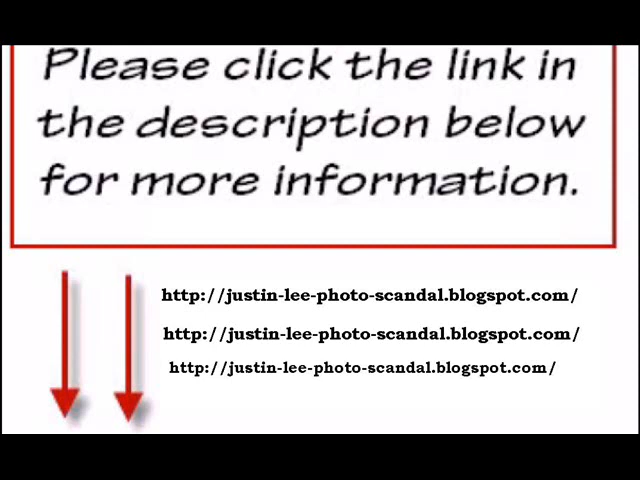 Please click the link in
the description below
for more information.
http://justin-lee-photo-scandal.blogspot.com/
http://justin-lee-photo-scandal.blogspot.com/
http://justin-lee-photo-scandal.blogspot.com/